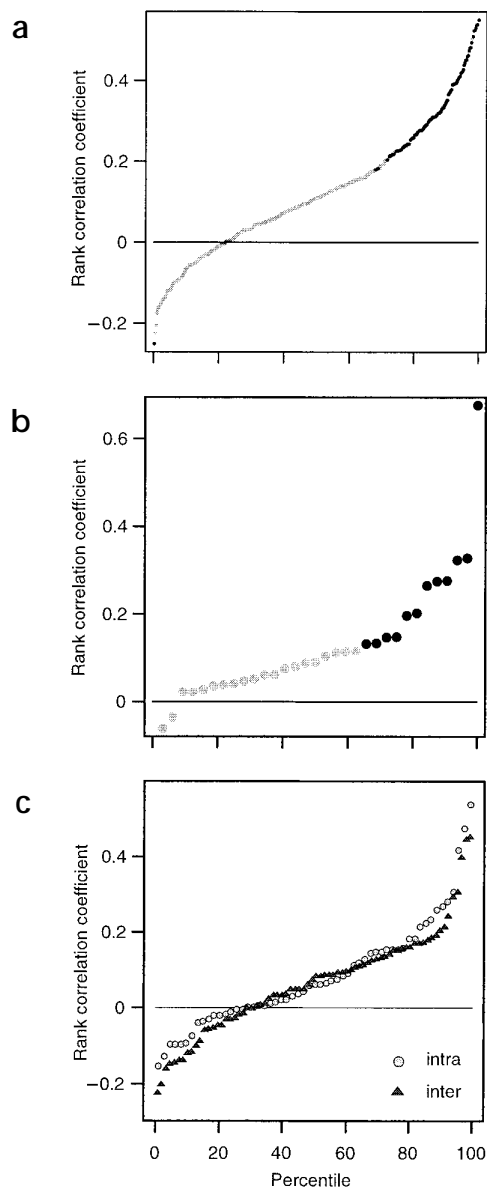 a
Rank correlation coefficient
0.4
0.2
0
−0.2
b
Rank correlation coefficient
0.6
0.4
0.2
0
c
Rank correlation coefficient
0.4
0.2
0
−0.2
intra
inter
0 20 40 60 80 100
Percentile